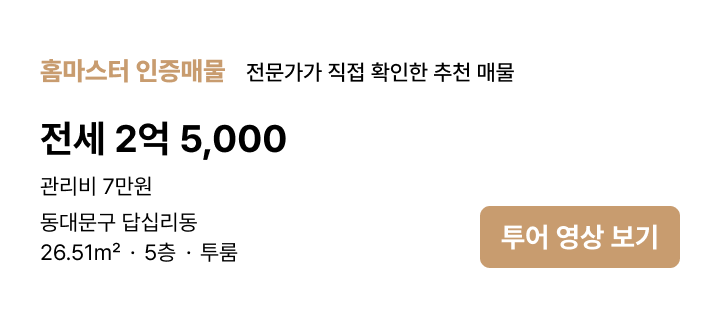 홈마스터 인증매물 전문가가 직접 확인한 추천 매물
전세 2억 5,000
관리비 7만원
동대문구 답십리동
26.51m² · 5층 · 투룸
투어 영상 보기